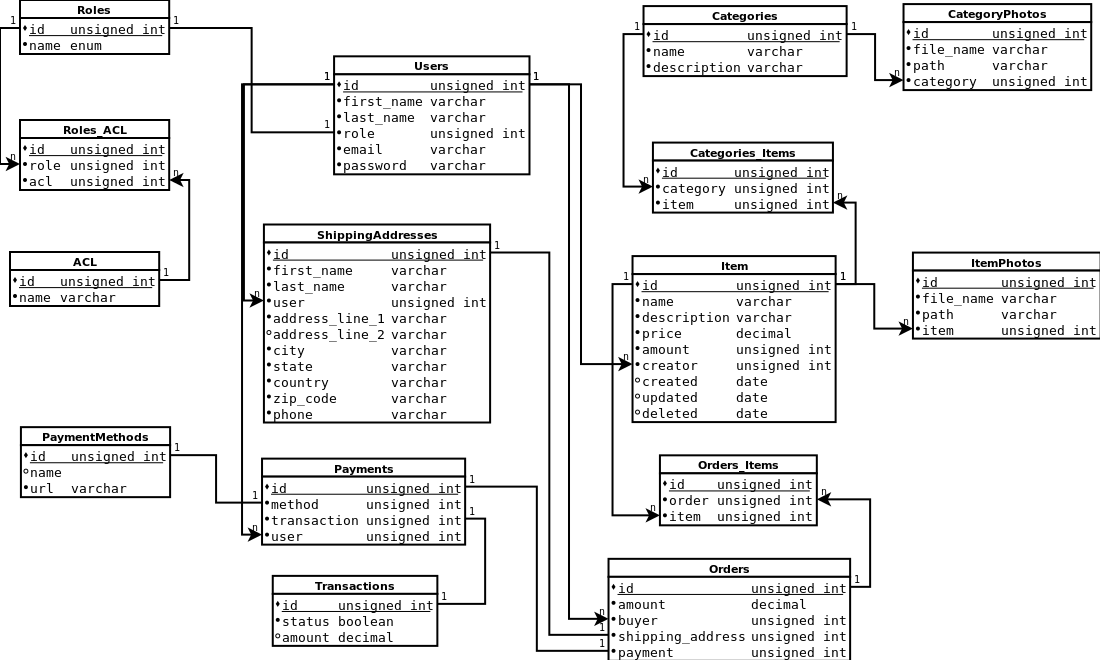 Roles
1 id unsigned int 1
name enum
Users
1 id unsigned int 1
first_name varchar
last_name varchar
1 role unsigned int
email varchar
password varchar
Categories
1 id unsigned int 1
name varchar
description varchar
CategoryPhotos
id unsigned int
file_name varchar
path varchar
n category unsigned int
Roles_ACL
id unsigned int
n role unsigned int
acl unsigned int n
Categories_Items
id unsigned int
n category unsigned int
item unsigned int n
ACL
id unsigned int 1
name varchar
ShippingAddresses
id unsigned int 1
first_name varchar
last_name varchar
n user unsigned int
address_line_1 varchar
address_line_2 varchar
city varchar
state varchar
country varchar
zip_code varchar
phone varchar
Item
1 id unsigned int 1
name varchar
description varchar
price decimal
amount unsigned int
n creator unsigned int
created date
updated date
deleted date
ItemPhotos
id unsigned int
file_name varchar
path varchar
n item unsigned int
PaymentMethods
id unsigned int 1
name
url varchar
Payments
id unsigned int 1
1 method unsigned int
transaction unsigned int 1
n user unsigned int
Orders_Items
id unsigned int
order unsigned int n
n item unsigned int
Transactions
id unsigned int 1
status boolean
amount decimal
Orders
id unsigned int 1
amount decimal
n buyer unsigned int
1 shipping_address unsigned int
1 payment unsigned int